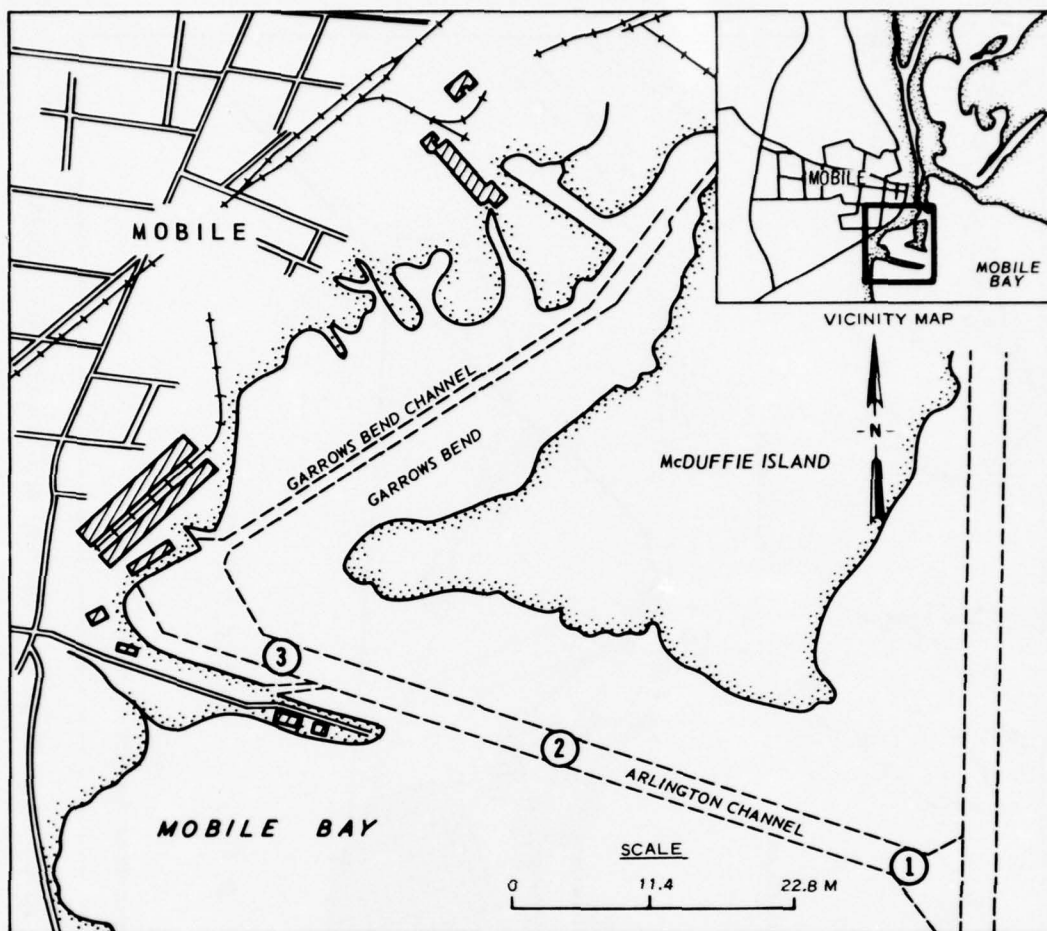 MOBILE
MOBILE
BAY
VICINITY MAP
MOBILE
N
GARROWS BEND CHANNEL
GARROWS BEND
McDUFFIE ISLAND
3
2
ARLINGTON CHANNEL
1
MOBILE BAY
SCALE
0 11.4 22.8 M
MOBILE